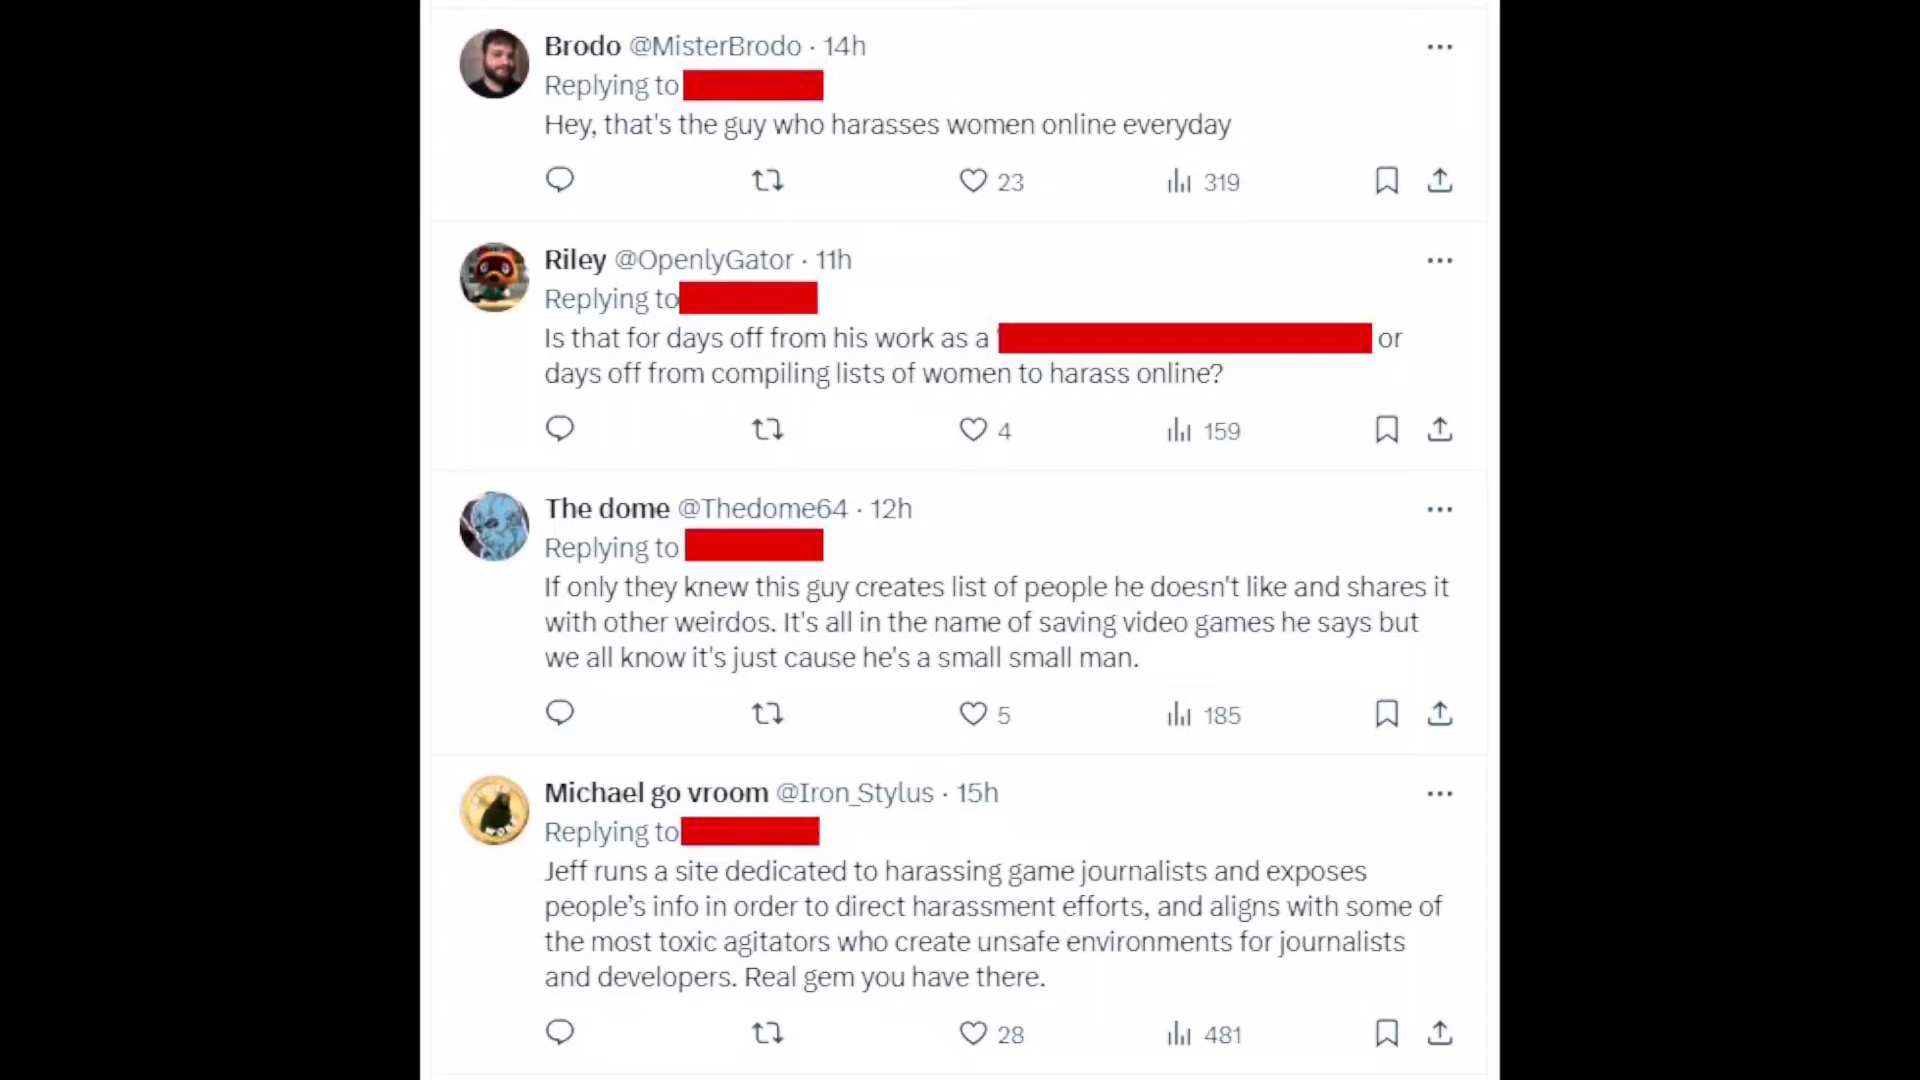 Brodo @MisterBrodo · 14h
Replying to
Hey, that's the guy who harasses women online everyday
23 319
Riley @OpenlyGator · 11h
Replying to
Is that for days off from his work as a or
days off from compiling lists of women to harass online?
4 159
The dome @Thedome64 · 12h
Replying to
If only they knew this guy creates list of people he doesn't like and shares it
with other weirdos. It's all in the name of saving video games he says but
we all know it's just cause he's a small small man.
5 185
Michael go vroom @Iron_Stylus · 15h
Replying to
Jeff runs a site dedicated to harassing game journalists and exposes
people’s info in order to direct harassment efforts, and aligns with some of
the most toxic agitators who create unsafe environments for journalists
and developers. Real gem you have there.
28 481